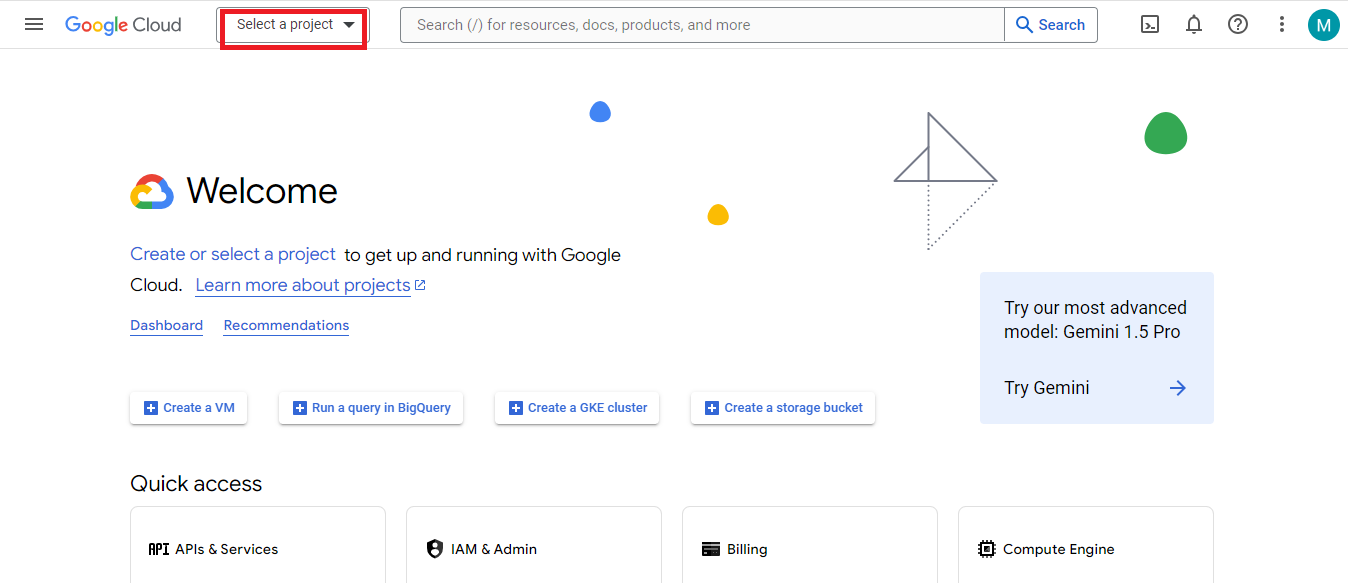 Google Cloud
Select a project
Search (/) for resources, docs, products, and more
Search
M
Welcome
Create or select a project to get up and running with Google
Cloud. Learn more about projects
Dashboard Recommendations
Try our most advanced
model: Gemini 1.5 Pro
Try Gemini
Create a VM
Run a query in BigQuery
Create a GKE cluster
Create a storage bucket
Quick access
API APIs & Services
IAM & Admin
Billing
Compute Engine